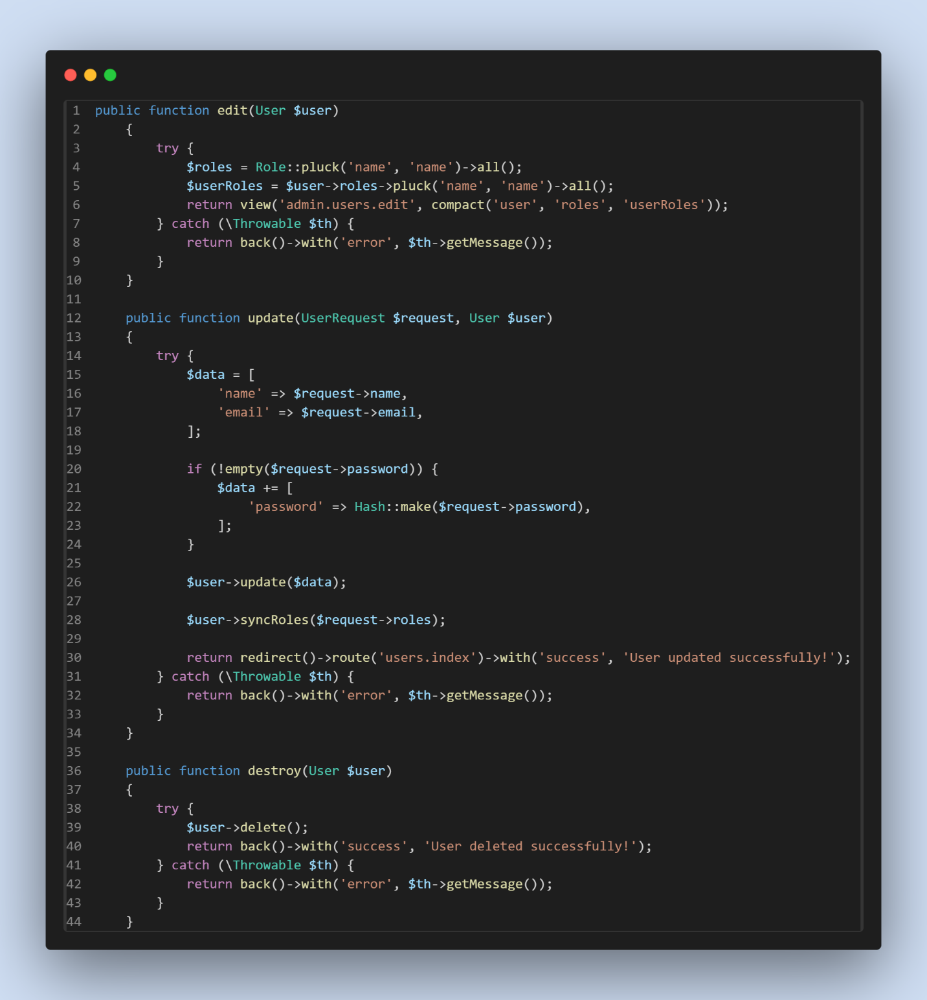 1 public function edit(User $user)
2     {
3         try {
4             $roles = Role::pluck('name', 'name')->all();
5             $userRoles = $user->roles->pluck('name', 'name')->all();
6             return view('admin.users.edit', compact('user', 'roles', 'userRoles'));
7         } catch (\Throwable $th) {
8             return back()->with('error', $th->getMessage());
9         }
10     }
11
12     public function update(UserRequest $request, User $user)
13     {
14         try {
15             $data = [
16                 'name' => $request->name,
17                 'email' => $request->email,
18             ];
19
20             if (!empty($request->password)) {
21                 $data += [
22                     'password' => Hash::make($request->password),
23                 ];
24             }
25
26             $user->update($data);
27
28             $user->syncRoles($request->roles);
29
30             return redirect()->route('users.index')->with('success', 'User updated successfully!');
31         } catch (\Throwable $th) {
32             return back()->with('error', $th->getMessage());
33         }
34     }
35
36     public function destroy(User $user)
37     {
38         try {
39             $user->delete();
40             return back()->with('success', 'User deleted successfully!');
41         } catch (\Throwable $th) {
42             return back()->with('error', $th->getMessage());
43         }
44     }